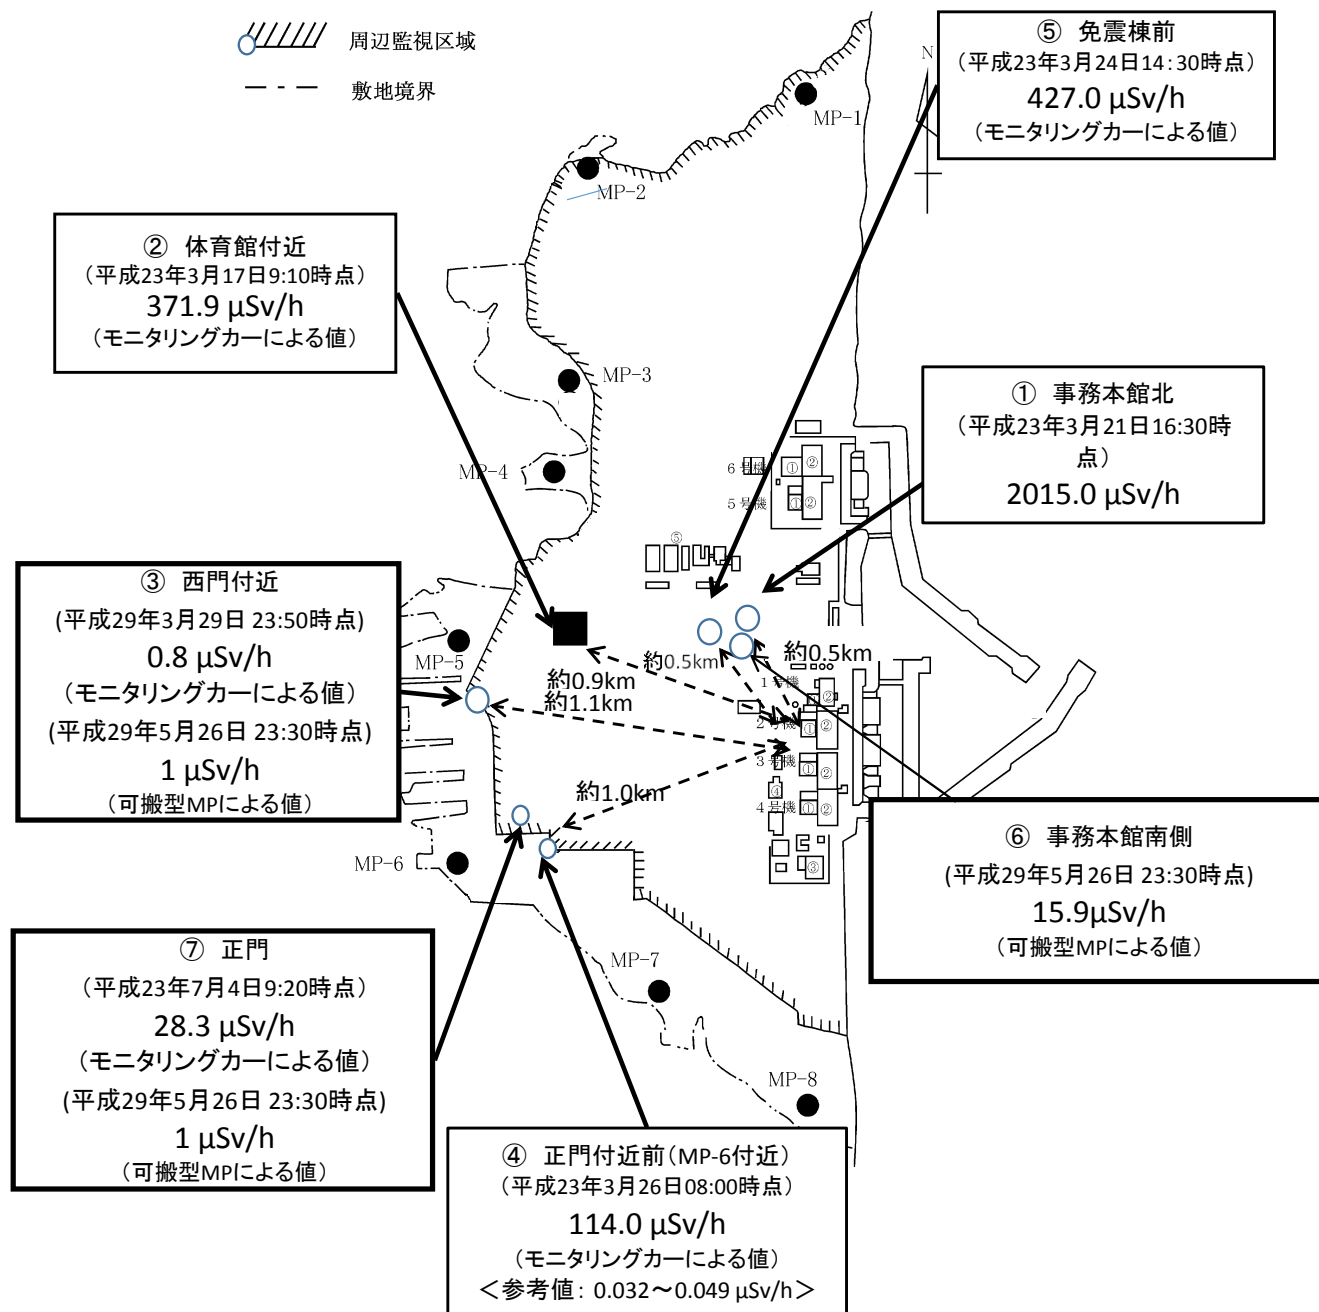 周辺監視区域
敷地境界
⑤ 免震棟前
（平成23年3月24日14：30時点）
427.0 µSv/h
（モニタリングカーによる値）
N
MP-1
MP-2
② 体育館付近
（平成23年3月17日9:10時点）
371.9 µSv/h
（モニタリングカーによる値）
MP-3
① 事務本館北
（平成23年3月21日16:30時
点）
2015.0 µSv/h
MP-4
６号機
①
②
５号機
①
②
⑤
③ 西門付近
(平成29年3月29日 23:50時点)
0.8 µSv/h
（モニタリングカーによる値）
(平成29年5月26日 23:30時点)
1 µSv/h
（可搬型MPによる値）
MP-5
約0.5km
約0.5km
約0.9km
約1.1km
１号機
②
２号機
①
②
３号機
①
②
約1.0km
④
４号機
①
②
③
MP-6
⑥ 事務本館南側
(平成29年5月26日 23:30時点)
15.9µSv/h
（可搬型MPによる値）
⑦ 正門
（平成23年7月4日9:20時点）
28.3 µSv/h
（モニタリングカーによる値）
(平成29年5月26日 23:30時点)
1 µSv/h
（可搬型MPによる値）
MP-7
MP-8
④ 正門付近前（MP-6付近）
（平成23年3月26日08:00時点）
114.0 µSv/h
（モニタリングカーによる値）
＜参考値： 0.032～0.049 µSv/h＞